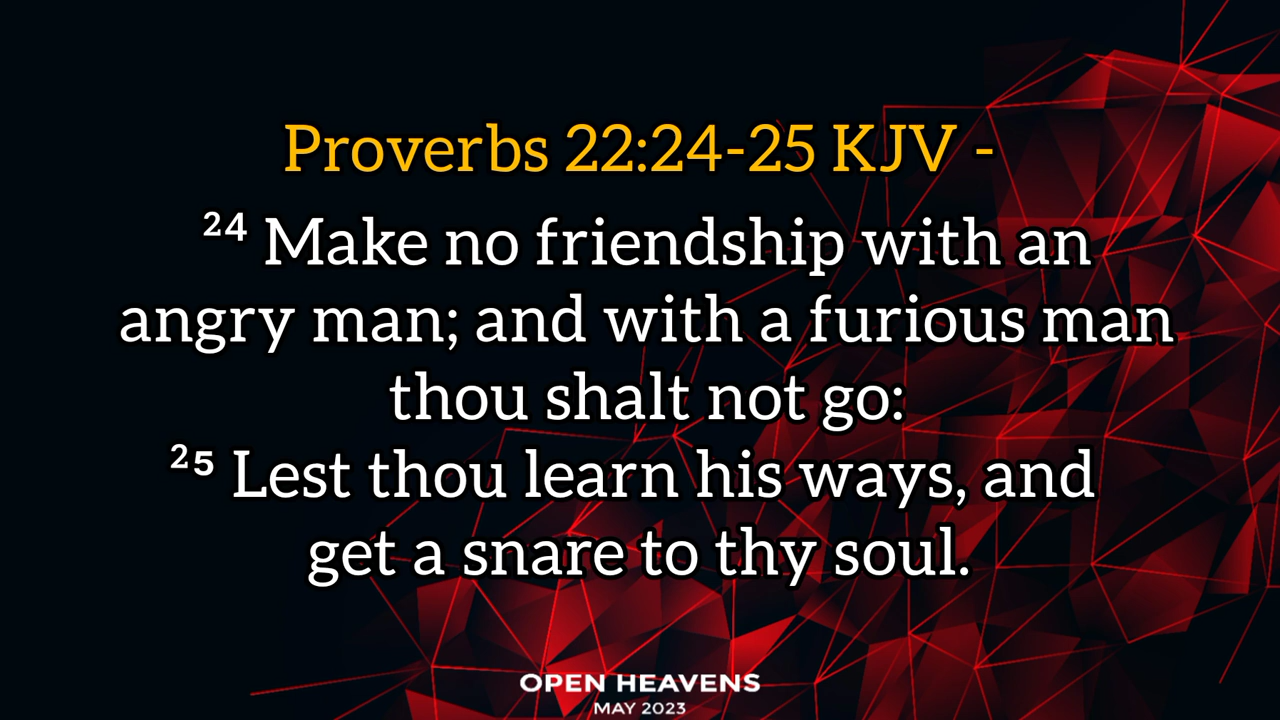 Proverbs 22:24-25 KJV -
²⁴ Make no friendship with an
angry man; and with a furious man
thou shalt not go:
²⁵ Lest thou learn his ways, and
get a snare to thy soul.
OPEN HEAVENS
MAY 2023